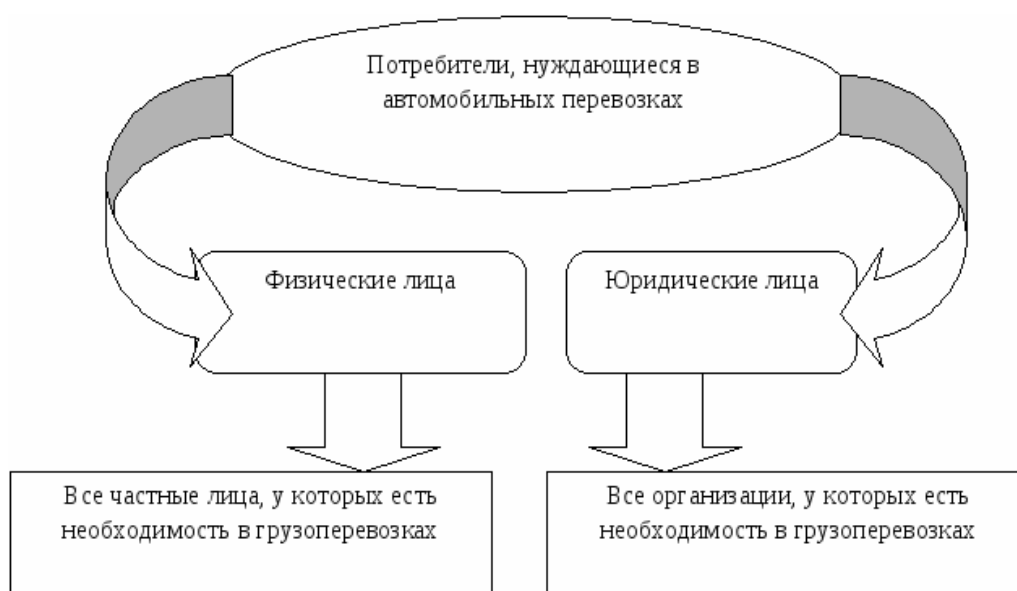 Потребители, нуждающиеся в
автомобильных перевозках
Физические лица
Юридические лица
Все частные лица, у которых есть
необходимость в грузоперевозках
Все организации, у которых есть
необходимость в грузоперевозках